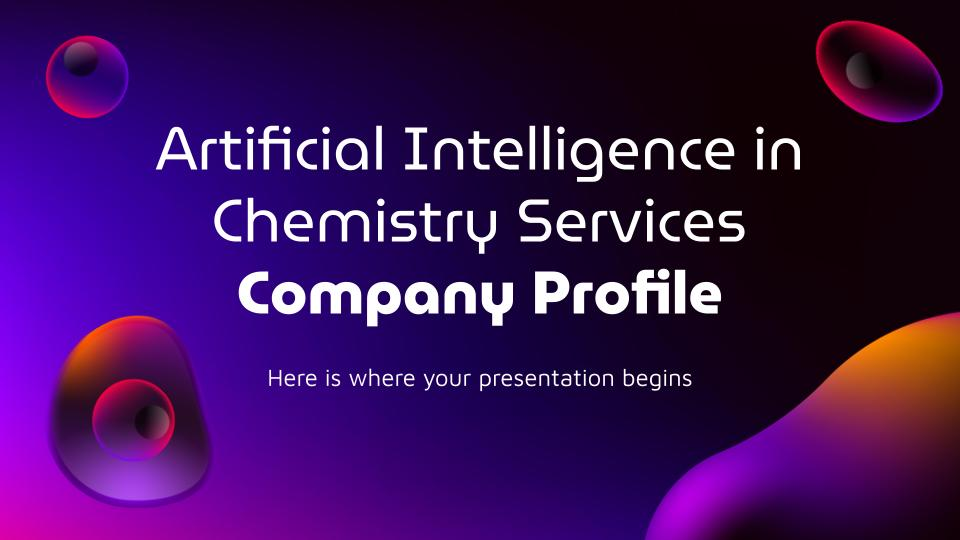 Artificial Intelligence in
Chemistry Services
Company Profile
Here is where your presentation begins